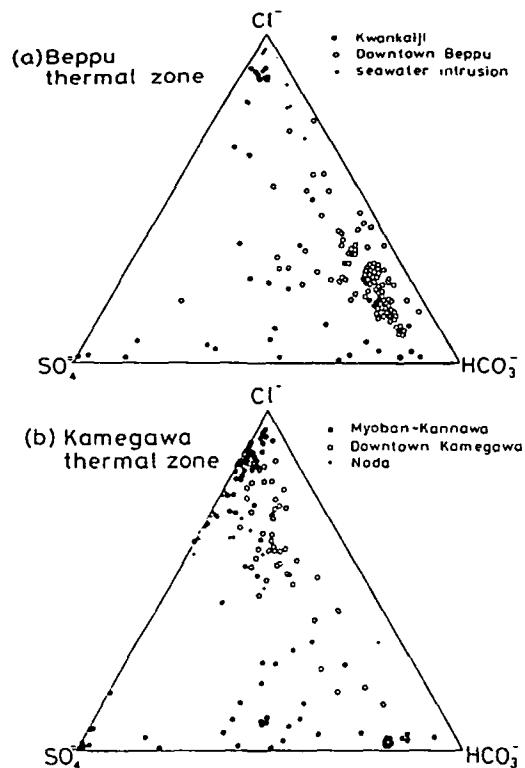 Cl⁻
(a) Beppu thermal zone
• Kwankaiji
○ Downtown Beppu
• seawater intrusion
SO₄⁼
HCO₃⁻
Cl⁻
(b) Kamegawa thermal zone
• Myoban-Kannawa
○ Downtown Kamegawa
• Noda
SO₄⁼
HCO₃⁻